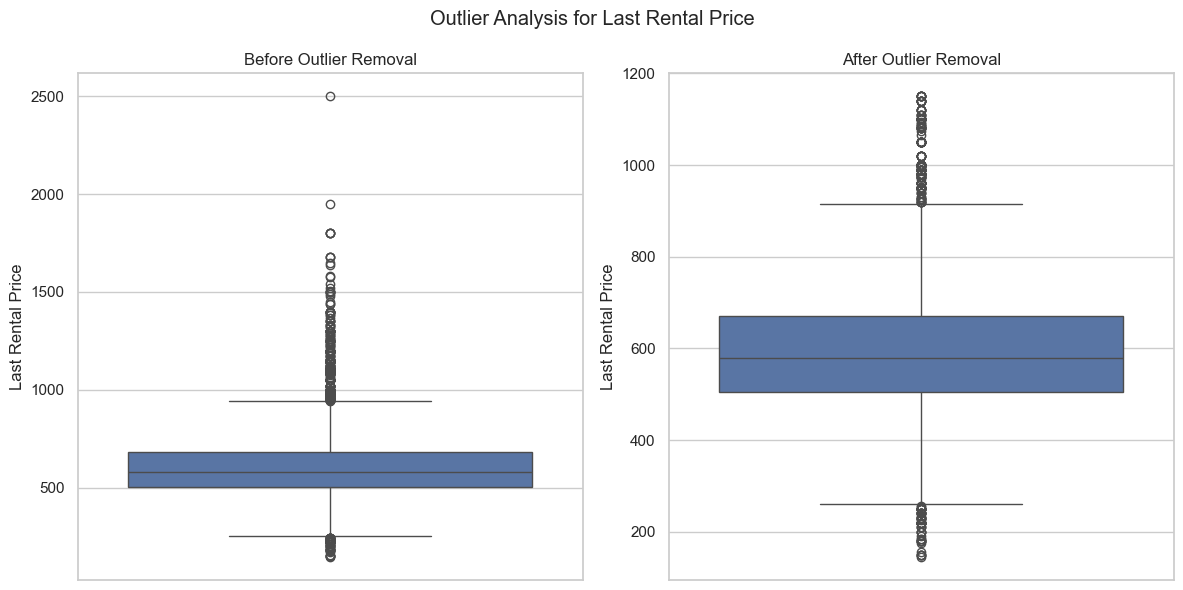 Outlier Analysis for Last Rental Price
Before Outlier Removal
Last Rental Price
2500
2000
1500
1000
500
After Outlier Removal
Last Rental Price
1200
1000
800
600
400
200